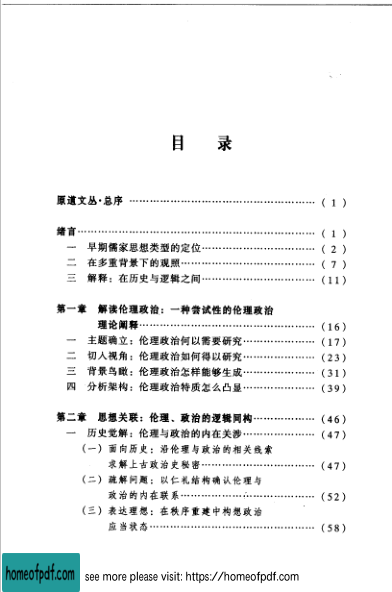 目 录
原道文丛·总序 …………………………………… ( 1 )
绪言………………………………………………… ( 1 )
一 早期儒家思想类型的定位…………………… ( 2 )
二 在多重背景下的观照………………………… ( 7 )
三 解释：在历史与逻辑之间…………………… (11)
第一章 解读伦理政治：一种尝试性的伦理政治
理论阐释…………………………………… (16)
一 主题确立：伦理政治何以需要研究………… (17)
二 切入视角：伦理政治如何得以研究………… (23)
三 背景鸟瞰：伦理政治怎样能够生成………… (31)
四 分析架构：伦理政治特质怎么凸显………… (39)
第二章 思想关联：伦理、政治的逻辑同构………… (46)
一 历史觉解：伦理与政治的内在关涉………… (47)
(一) 面向历史：沿伦理与政治的相关线索
求解上古政治史秘密…………………… (47)
(二) 疏解问题：以仁礼结构确认伦理与
政治的内在联系………………………… (52)
(三) 表达理想：在秩序重建中构想政治
应当状态………………………………… (58)
homeofpdf.com
see more please visit: https://homeofpdf.com